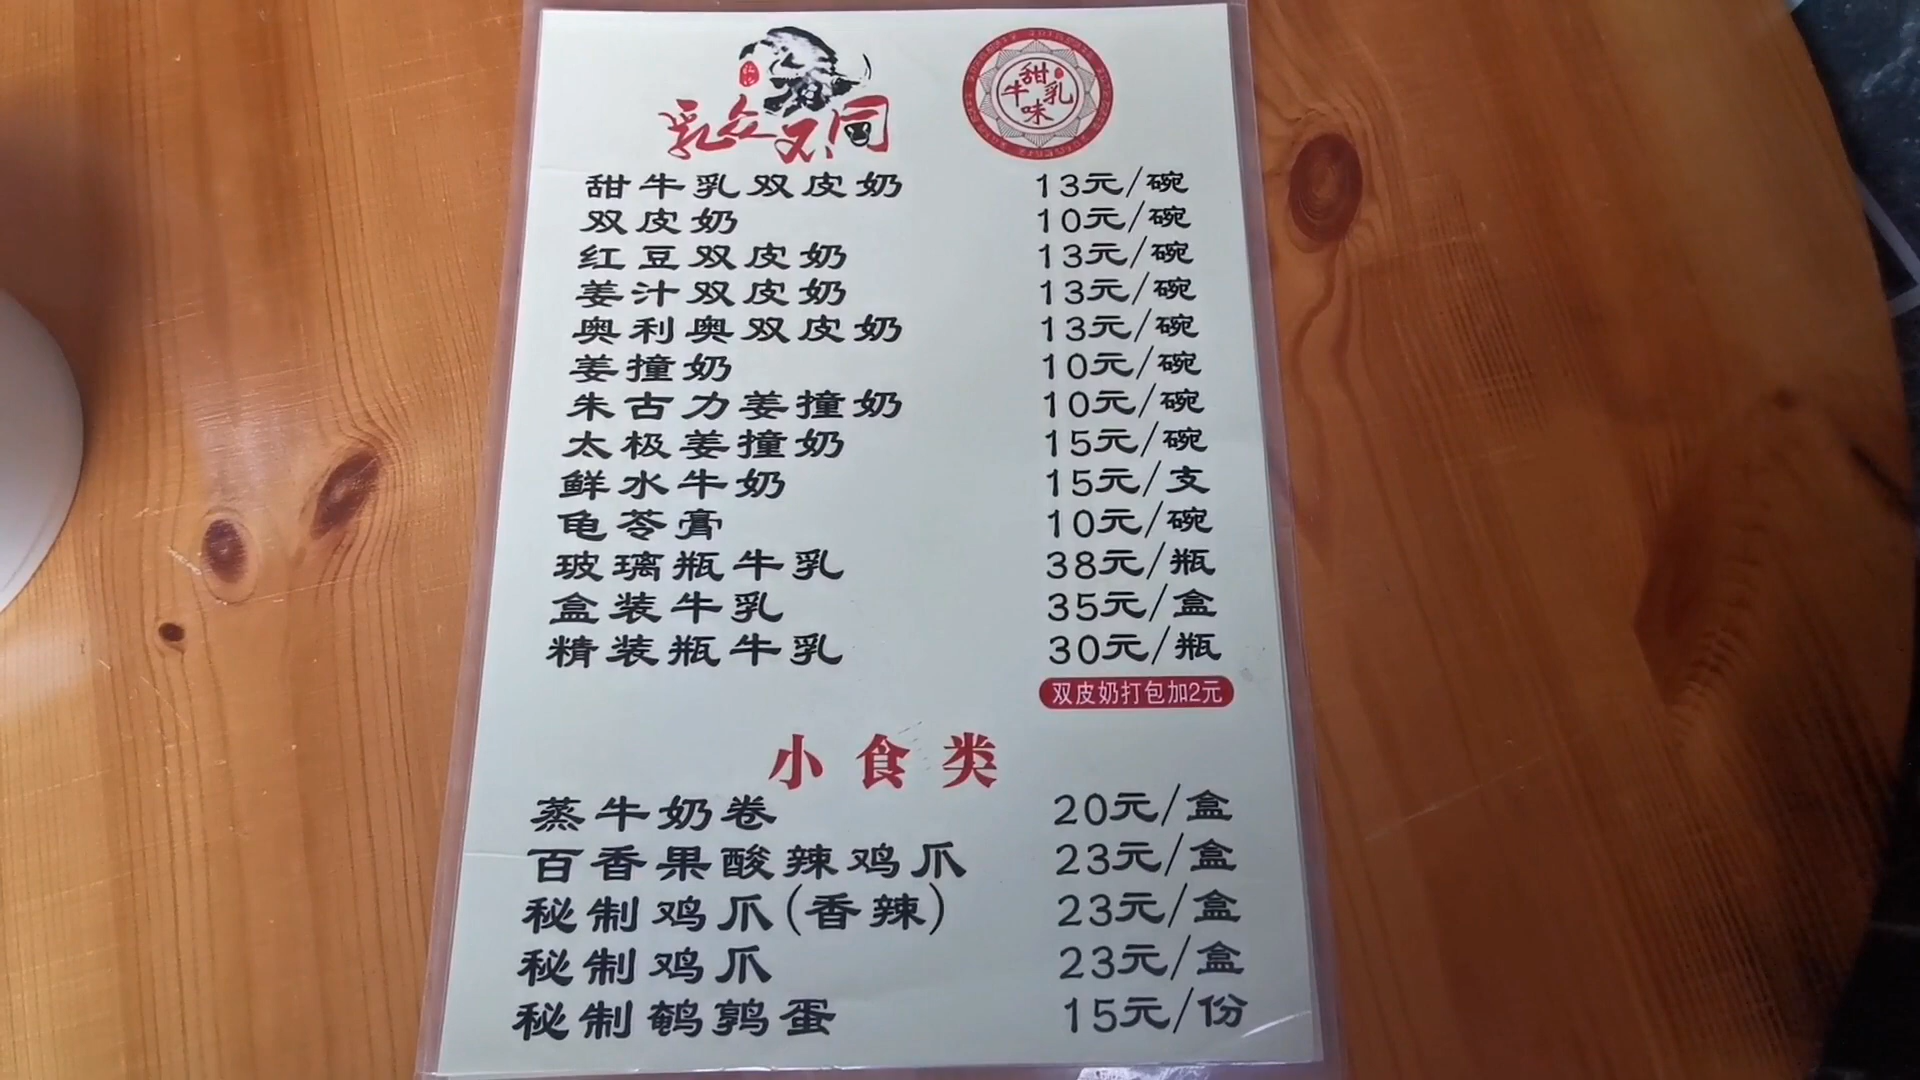 乳众不同
甜牛乳味
甜牛乳双皮奶 13元/碗
双皮奶 10元/碗
红豆双皮奶 13元/碗
姜汁双皮奶 13元/碗
奥利奥双皮奶 13元/碗
姜撞奶 10元/碗
朱古力姜撞奶 10元/碗
太极姜撞奶 15元/碗
鲜水牛奶 15元/支
龟苓膏 10元/碗
玻璃瓶牛乳 38元/瓶
盒装牛乳 35元/盒
精装瓶牛乳 30元/瓶
双皮奶打包加2元
小食类
蒸牛奶卷 20元/盒
百香果酸辣鸡爪 23元/盒
秘制鸡爪(香辣) 23元/盒
秘制鸡爪 23元/盒
秘制鹌鹑蛋 15元/份